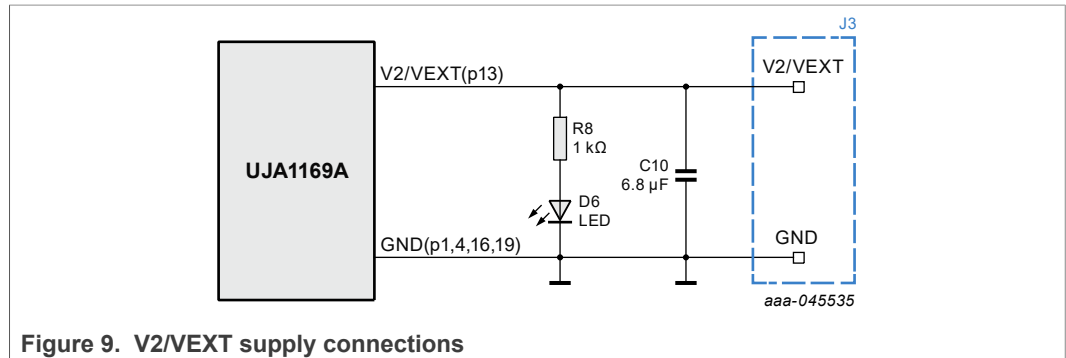 J3
V2/VEXT(p13)
V2/VEXT
R8
1 kΩ
UJA1169A
C10
6.8 µF
D6
LED
GND(p1,4,16,19)
GND
aaa-045535
Figure 9. V2/VEXT supply connections